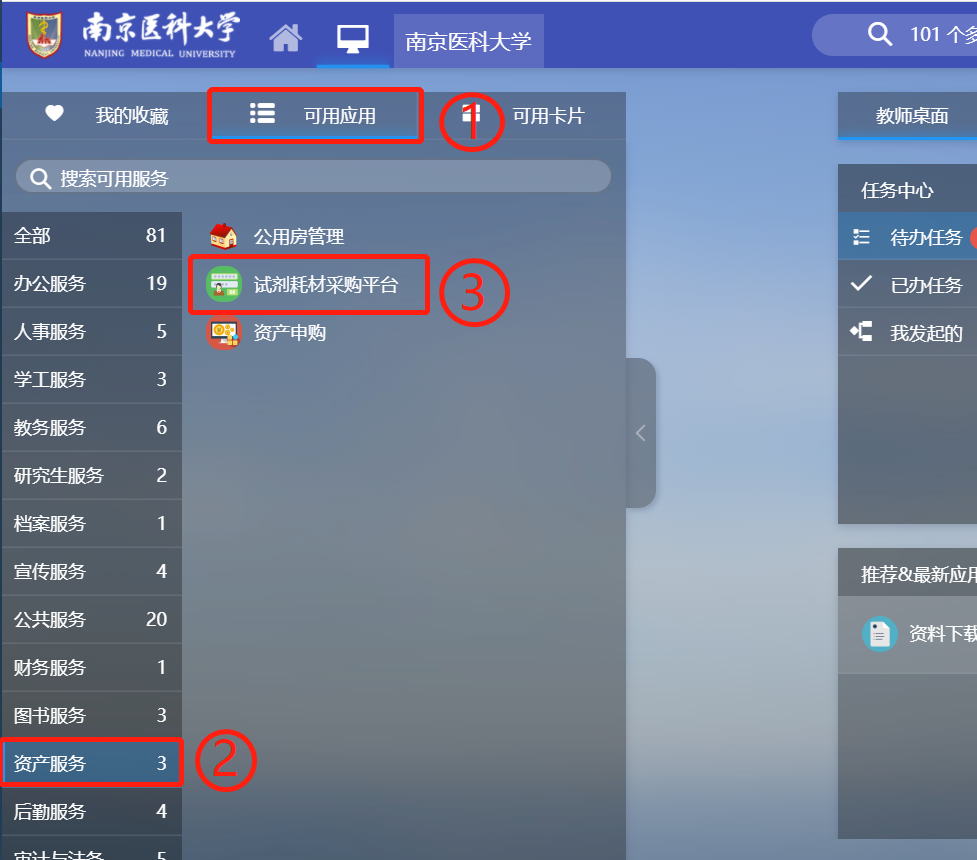 南京医科大学
NANJING MEDICAL UNIVERSITY
南京医科大学
101 个多
我的收藏
可用应用
①
可用卡片
搜索可用服务
全部 81
办公服务 19
人事服务 5
学工服务 3
教务服务 6
研究生服务 2
档案服务 1
宣传服务 4
公共服务 20
财务服务 1
图书服务 3
资产服务 3
②
后勤服务 4
审计与法务 5
公用房管理
试剂耗材采购平台
③
资产申购
教师桌面
任务中心
待办任务
已办任务
我发起的
推荐&最新应用
资料下载